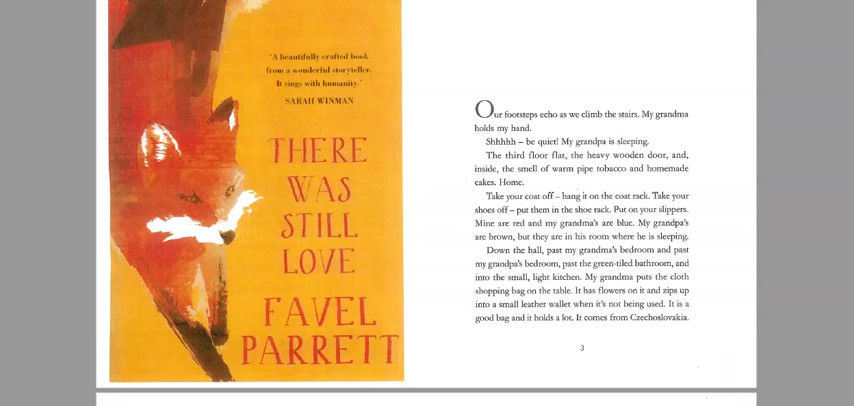 'A beautifully crafted book
from a wonderful storyteller.
It sings with humanity.'
SARAH WINMAN
THERE
WAS
STILL
LOVE
FAVEL
PARRETT
Our footsteps echo as we climb the stairs. My grandma
holds my hand.
Shhhhh – be quiet! My grandpa is sleeping.
The third floor flat, the heavy wooden door, and,
inside, the smell of warm pipe tobacco and homemade
cakes. Home.
Take your coat off – hang it on the coat rack. Take your
shoes off – put them in the shoe rack. Put on your slippers.
Mine are red and my grandma's are blue. My grandpa's
are brown, but they are in his room where he is sleeping.
Down the hall, past my grandma's bedroom and past
my grandpa's bedroom, past the green-tiled bathroom, and
into the small, light kitchen. My grandma puts the cloth
shopping bag on the table. It has flowers on it and zips up
into a small leather wallet when it's not being used. It is a
good bag and it holds a lot. It comes from Czechoslovakia.
3